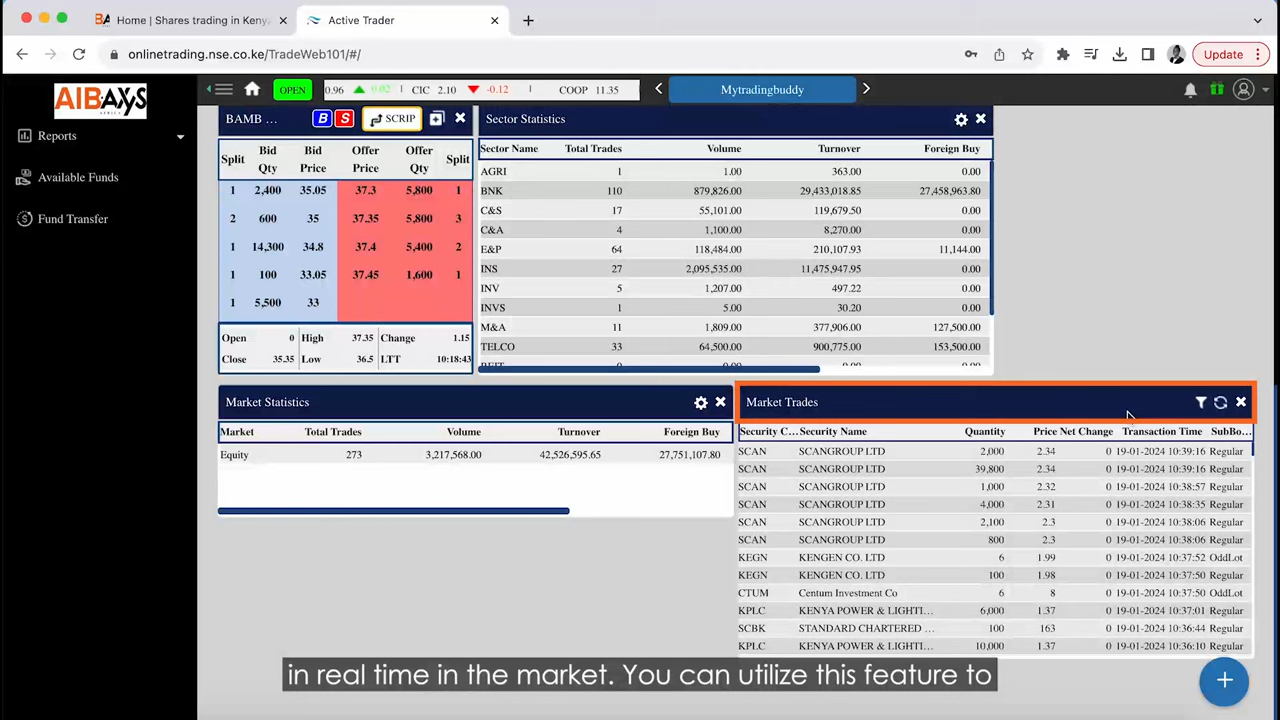 Home | Shares trading in Keny
Active Trader
onlinetrading.nse.co.ke/TradeWeb101/#/
Update
AIBAXYS
AFRICA
OPEN
0.96 0.02 | CIC 2.10 -0.12 | COOP 11.35
Mytradingbuddy
Reports
Available Funds
Fund Transfer
BAMB ...
B S SCRIP
Split Bid Qty Bid Price Offer Price Offer Qty Split
1 2,400 35.05 37.3 5,800 1
2 600 35 37.35 5,800 3
1 14,300 34.8 37.4 5,400 2
1 100 33.05 37.45 1,600 1
1 5,500 33
Open 0 High 37.35 Change 1.15
Close 35.35 Low 36.5 LTT 10:18:43
Sector Statistics
Sector Name Total Trades Volume Turnover Foreign Buy
AGRI 1 1.00 363.00 0.00
BNK 110 879,826.00 29,433,018.85 27,458,963.80
C&S 17 55,101.00 119,679.50 0.00
C&A 4 1,100.00 8,270.00 0.00
E&P 64 118,484.00 210,107.93 11,144.00
INS 27 2,095,535.00 11,475,947.95 0.00
INV 5 1,207.00 497.22 0.00
INVS 1 5.00 30.20 0.00
M&A 11 1,809.00 377,906.00 127,500.00
TELCO 33 64,500.00 900,775.00 153,500.00
REIT 0 0.00 0.00 0.00
Market Statistics
Market Total Trades Volume Turnover Foreign Buy
Equity 273 3,217,568.00 42,526,595.65 27,751,107.80
Market Trades
Security C... Security Name Quantity Price Net Change Transaction Time SubBo...
SCAN SCANGROUP LTD 2,000 2.34 0 19-01-2024 10:39:16 Regular
SCAN SCANGROUP LTD 39,800 2.34 0 19-01-2024 10:39:16 Regular
SCAN SCANGROUP LTD 1,000 2.32 0 19-01-2024 10:38:57 Regular
SCAN SCANGROUP LTD 4,000 2.31 0 19-01-2024 10:38:35 Regular
SCAN SCANGROUP LTD 2,100 2.3 0 19-01-2024 10:38:06 Regular
SCAN SCANGROUP LTD 800 2.3 0 19-01-2024 10:38:06 Regular
KEGN KENGEN CO. LTD 6 1.99 0 19-01-2024 10:37:52 OddLot
KEGN KENGEN CO. LTD 100 1.98 0 19-01-2024 10:37:50 Regular
CTUM Centum Investment Co 6 8 0 19-01-2024 10:37:50 OddLot
KPLC KENYA POWER & LIGHTI... 6,000 1.37 0 19-01-2024 10:37:01 Regular
SCBK STANDARD CHARTERED ... 100 163 0 19-01-2024 10:36:44 Regular
KPLC KENYA POWER & LIGHTI... 10,000 1.37 0 19-01-2024 10:36:10 Regular
in real time in the market. You can utilize this feature to